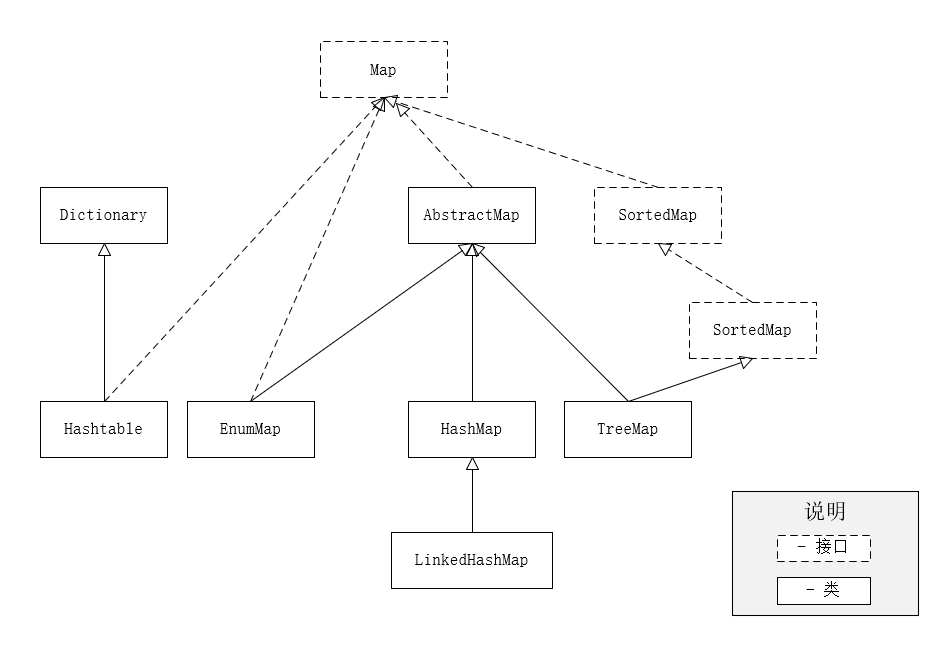 Map
Dictionary
AbstractMap
SortedMap
SortedMap
Hashtable
EnumMap
HashMap
TreeMap
LinkedHashMap
说明
- 接口
- 类